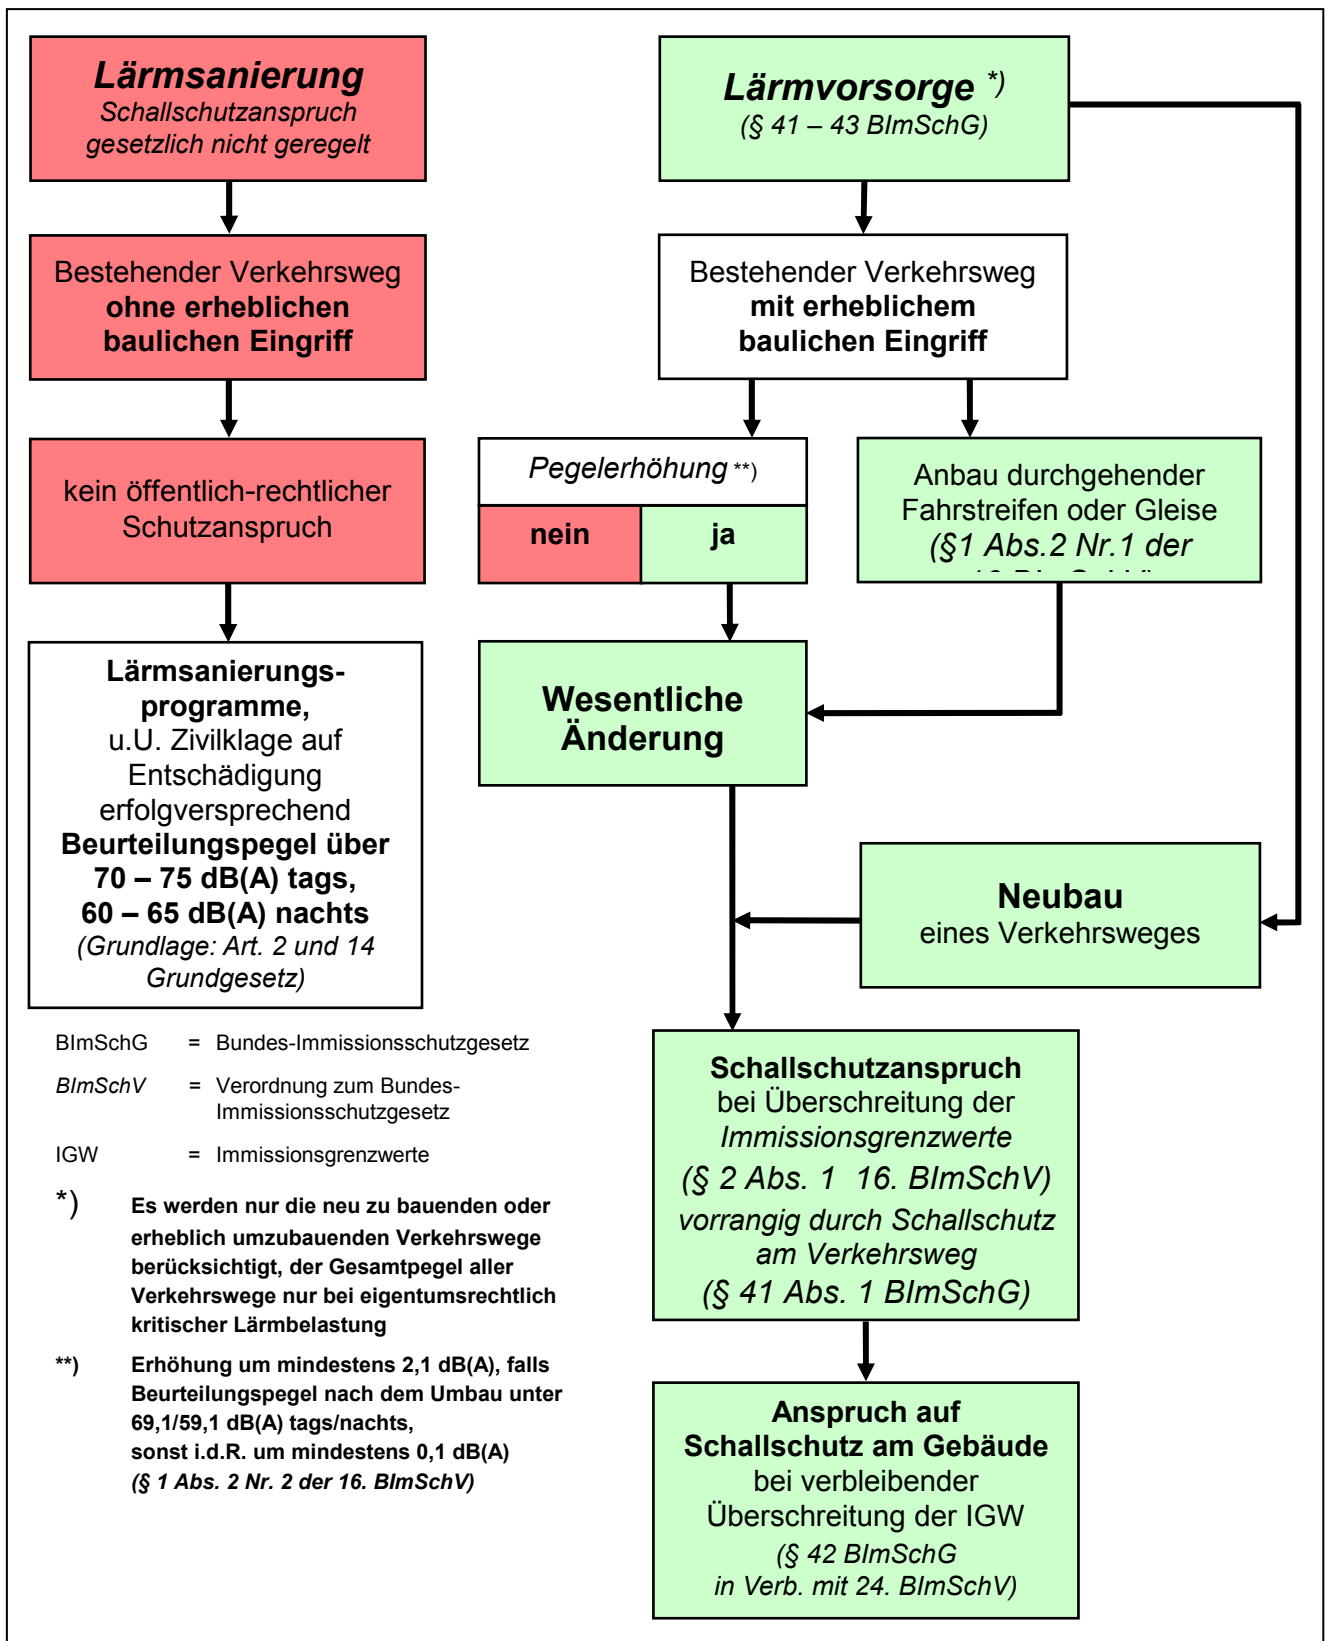 Lärmsanierung
Schallschutzanspruch
gesetzlich nicht geregelt
Bestehender Verkehrsweg
ohne erheblichen
baulichen Eingriff
kein öffentlich-rechtlicher
Schutzanspruch
Lärmsanierungs-
programme,
u.U. Zivilklage auf
Entschädigung
erfolgversprechend
Beurteilungspegel über
70 – 75 dB(A) tags,
60 – 65 dB(A) nachts
(Grundlage: Art. 2 und 14
Grundgesetz)
Lärmvorsorge *)
(§ 41 – 43 BImSchG)
Bestehender Verkehrsweg
mit erheblichem
baulichen Eingriff
Pegelerhöhung **)
nein ja
Anbau durchgehender
Fahrstreifen oder Gleise
(§1 Abs.2 Nr.1 der
Wesentliche
Änderung
Neubau
eines Verkehrsweges
Schallschutzanspruch
bei Überschreitung der
Immissionsgrenzwerte
(§ 2 Abs. 1 16. BImSchV)
vorrangig durch Schallschutz
am Verkehrsweg
(§ 41 Abs. 1 BImSchG)
Anspruch auf
Schallschutz am Gebäude
bei verbleibender
Überschreitung der IGW
(§ 42 BImSchG
in Verb. mit 24. BImSchV)
BImSchG = Bundes-Immissionsschutzgesetz
BImSchV = Verordnung zum Bundes-
Immissionsschutzgesetz
IGW = Immissionsgrenzwerte
*) Es werden nur die neu zu bauenden oder
erheblich umzubauenden Verkehrswege
berücksichtigt, der Gesamtpegel aller
Verkehrswege nur bei eigentumsrechtlich
kritischer Lärmbelastung
**) Erhöhung um mindestens 2,1 dB(A), falls
Beurteilungspegel nach dem Umbau unter
69,1/59,1 dB(A) tags/nachts,
sonst i.d.R. um mindestens 0,1 dB(A)
(§ 1 Abs. 2 Nr. 2 der 16. BImSchV)